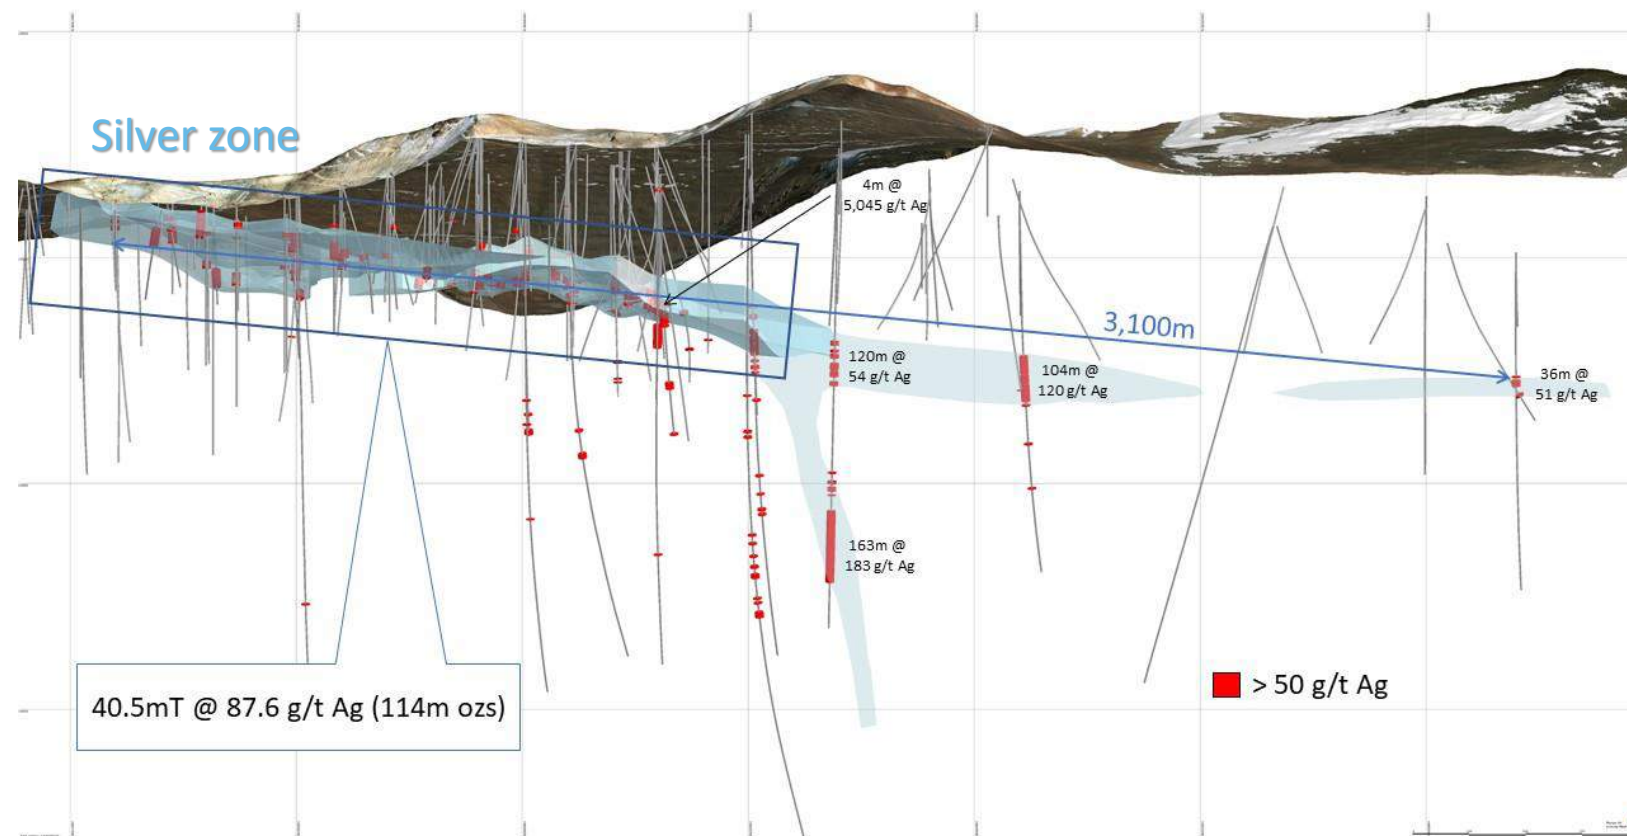 Silver zone
4m @
5,045 g/t Ag
3,100m
120m @
54 g/t Ag
104m @
120 g/t Ag
36m @
51 g/t Ag
163m @
183 g/t Ag
40.5mT @ 87.6 g/t Ag (114m ozs)
> 50 g/t Ag